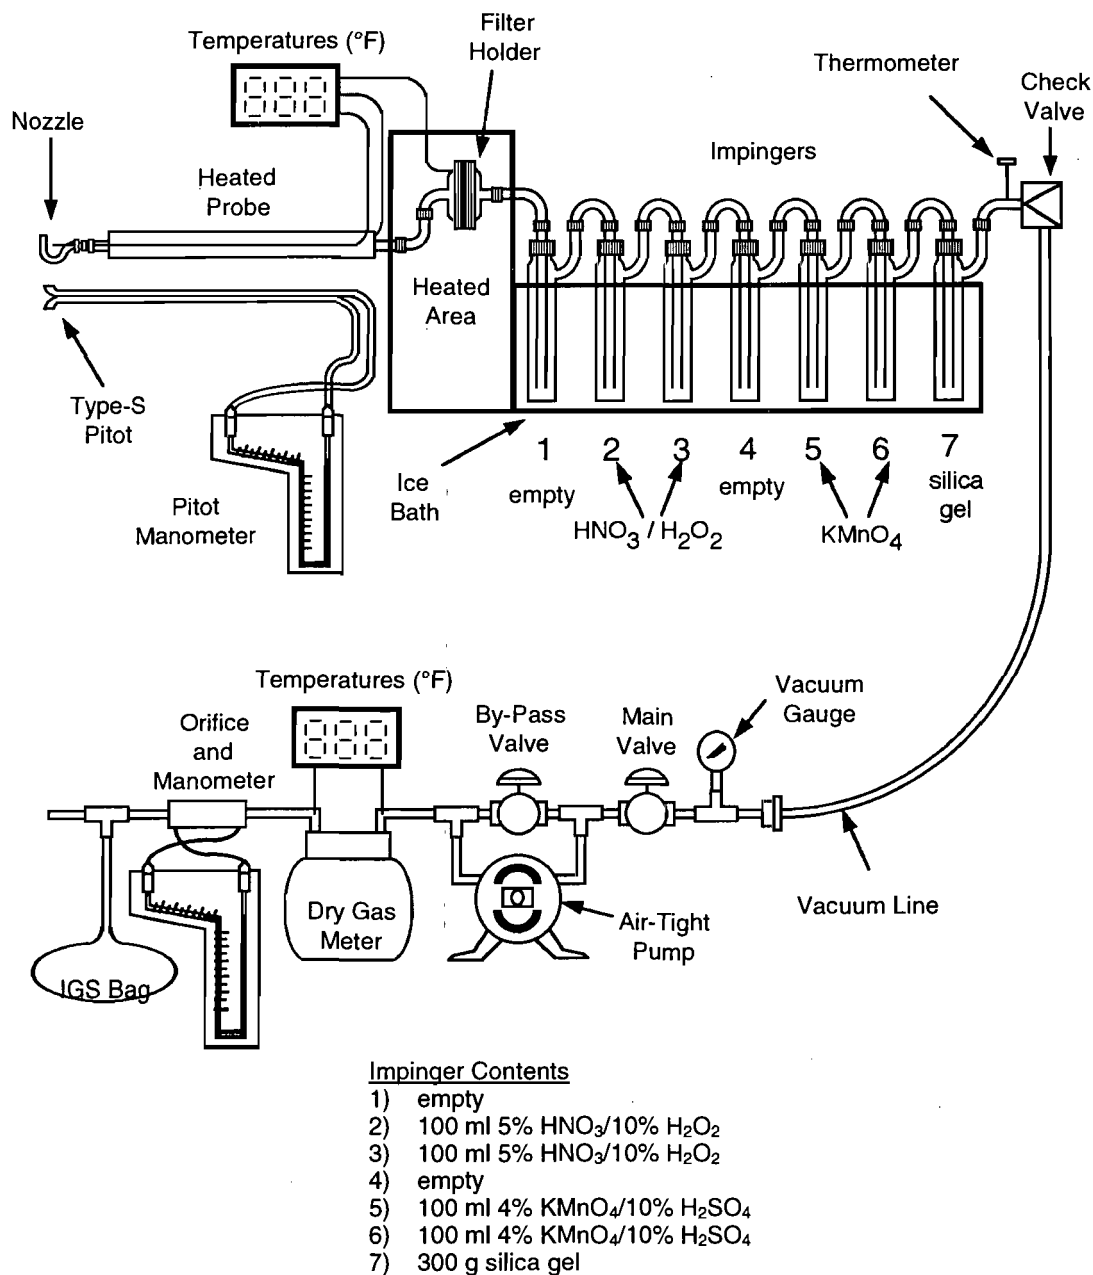 Filter
Holder
Temperatures (°F)
Thermometer
Check
Valve
Nozzle
Impingers
Heated
Probe
Heated
Area
Type-S
Pitot
Pitot
Manometer
Ice
Bath
1 2 3 4 5 6 7
empty
empty
silica
gel
HNO₃ / H₂O₂
KMnO₄
Temperatures (°F)
Vacuum
Gauge
By-Pass
Valve
Main
Valve
Orifice
and
Manometer
Dry Gas
Meter
Air-Tight
Pump
Vacuum Line
IGS Bag
Impinger Contents
1) empty
2) 100 ml 5% HNO₃/10% H₂O₂
3) 100 ml 5% HNO₃/10% H₂O₂
4) empty
5) 100 ml 4% KMnO₄/10% H₂SO₄
6) 100 ml 4% KMnO₄/10% H₂SO₄
7) 300 g silica gel